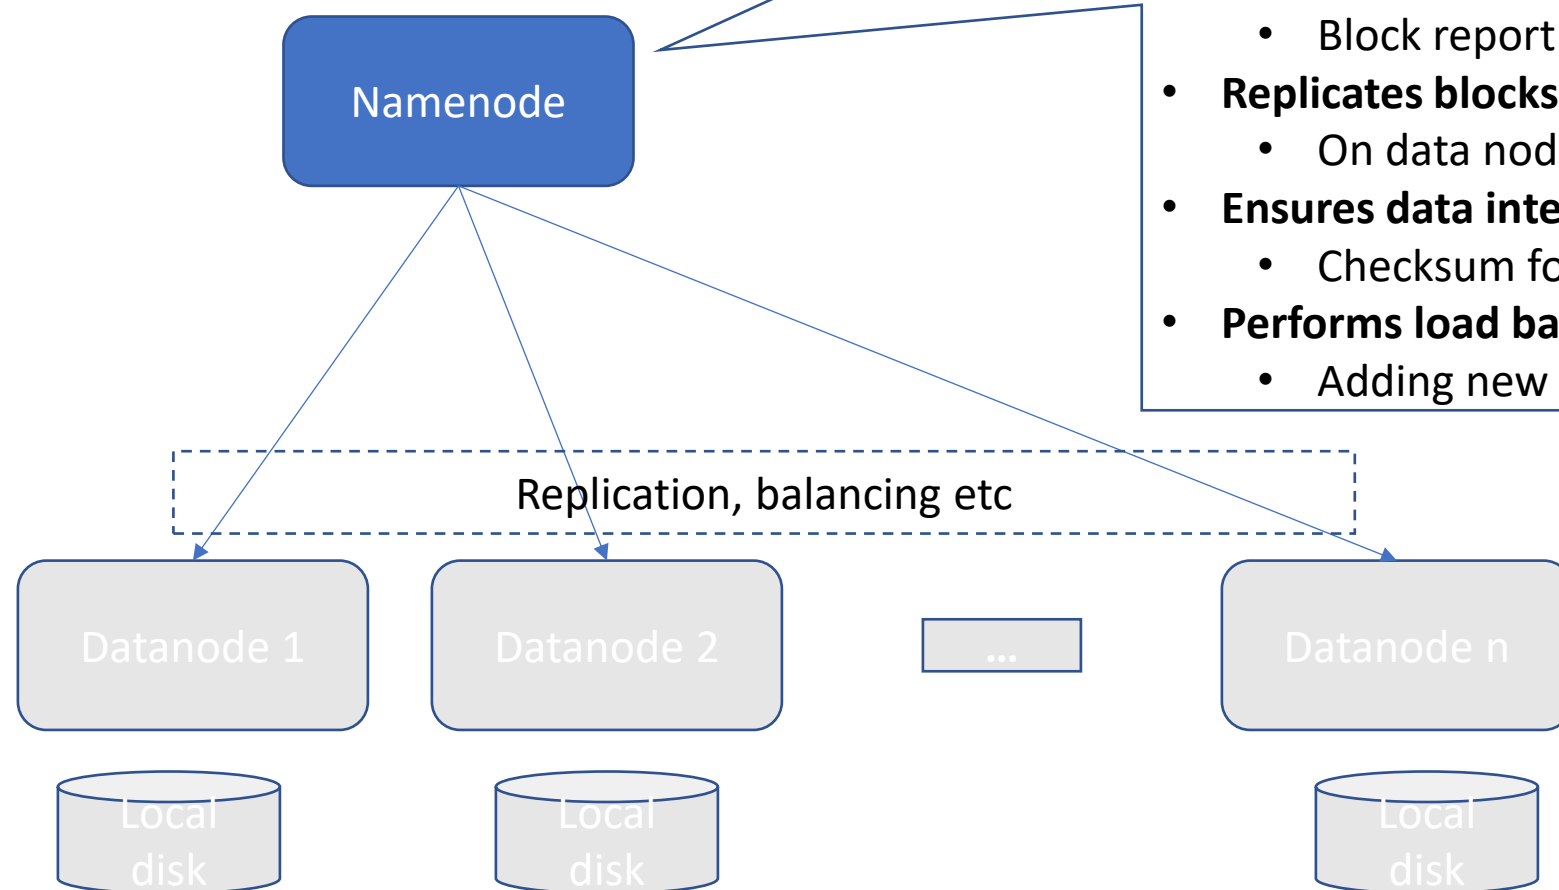 • Block report
Namenode
• Replicates blocks
• On data nod
• Ensures data inte
• Checksum fo
• Performs load ba
• Adding new
Replication, balancing etc
Datanode 1
Datanode 2
...
Datanode n
Local
disk
Local
disk
Local
disk